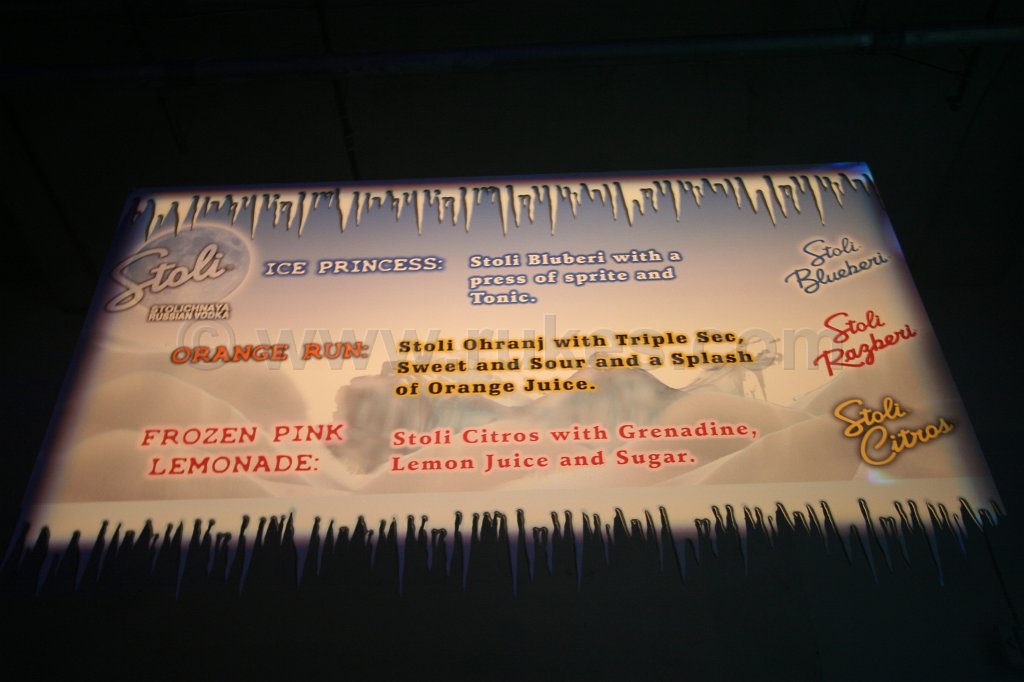 Stoli
STOLICHNAYA
RUSSIAN VODKA
ICE PRINCESS:
Stoli Bluberi with a
press of sprite and
Tonic.
ORANGE RUN:
Stoli Ohranj with Triple Sec,
Sweet and Sour and a Splash
of Orange Juice.
FROZEN PINK
LEMONADE:
Stoli Citros with Grenadine,
Lemon Juice and Sugar.
Stoli
Blueberi
Stoli
Razberi
Stoli
Citros